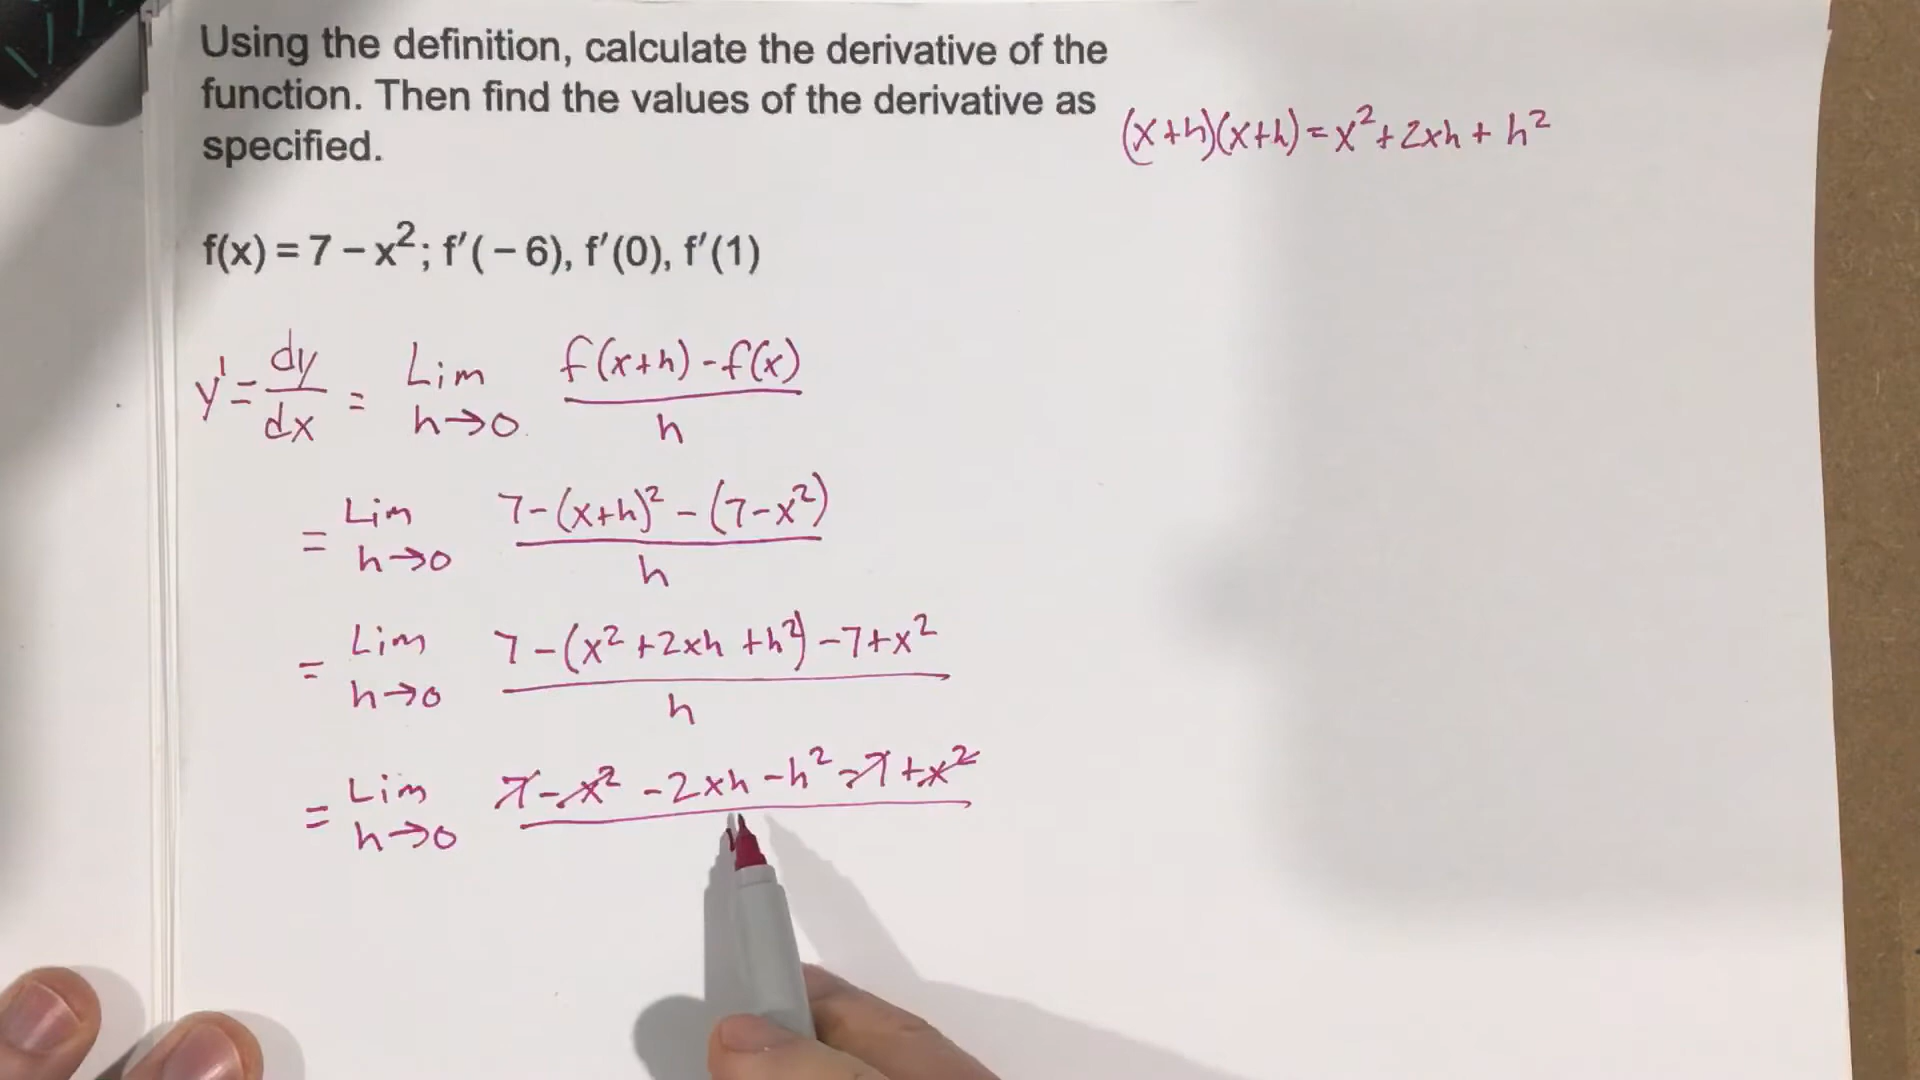 Using the definition, calculate the derivative of the
function. Then find the values of the derivative as
specified.
(x+h)(x+h)=x²+2xh+h²
f(x) = 7 – x²; f′( – 6), f′(0), f′(1)
y' = dy/dx = Lim h→0 f(x+h)-f(x)/h
= Lim h→0 7-(x+h)²-(7-x²)/h
= Lim h→0 7-(x²+2xh+h²)-7+x²/h
= Lim h→0 7-x²-2xh-h²-7+x²